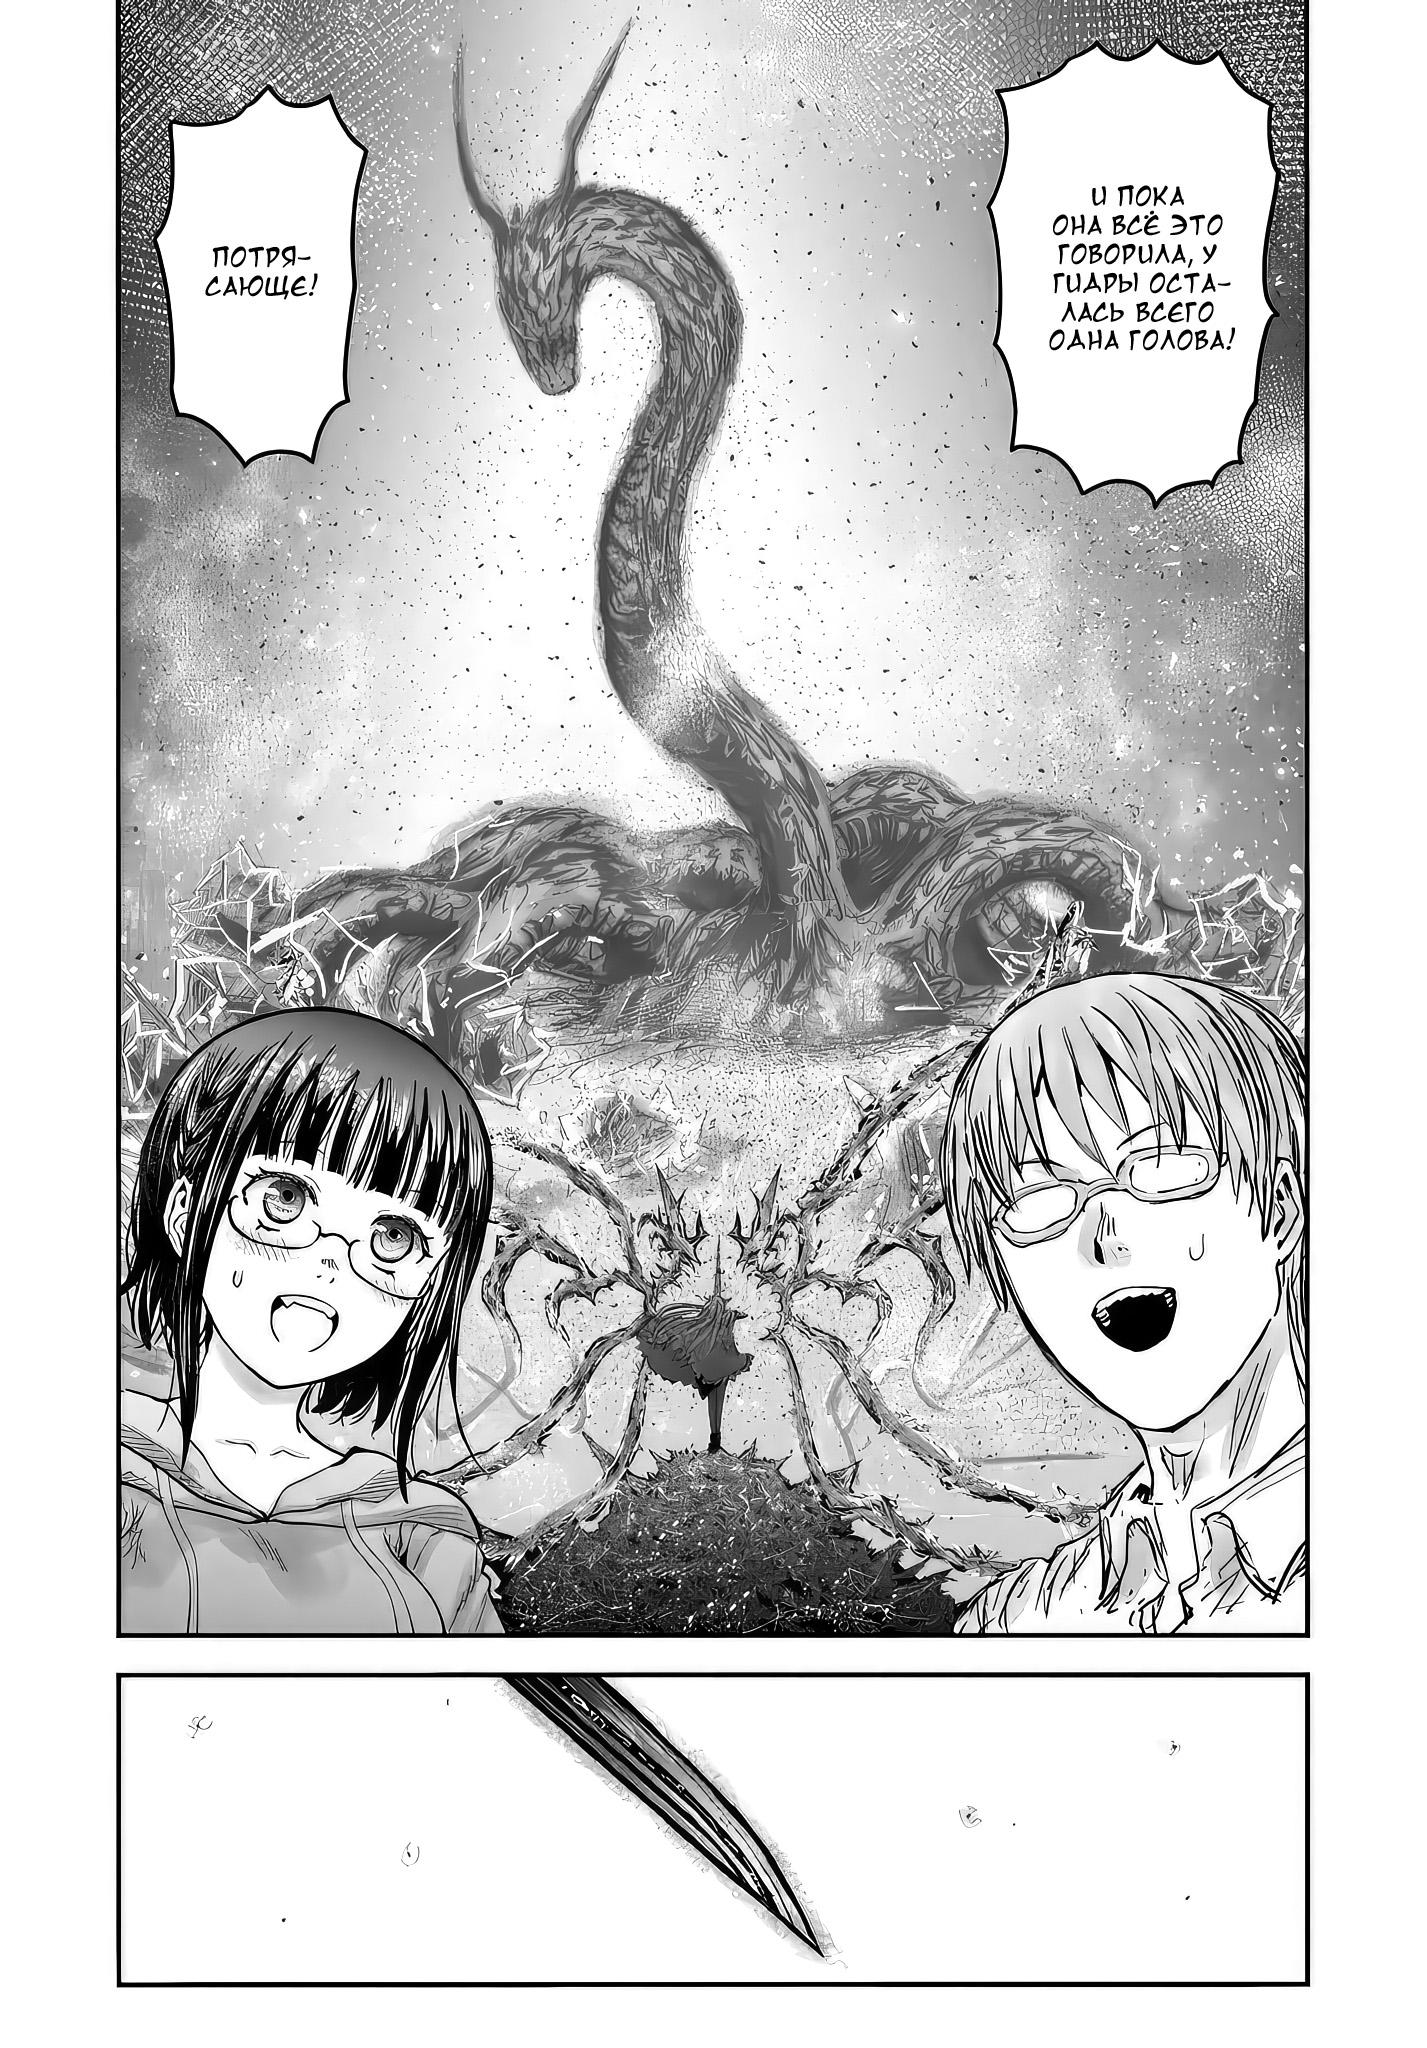 И ПОКА
ОНА ВСЁ ЭТО
ГОВОРИЛА, У
ГИДРЫ ОСТА-
ЛАСЬ ВСЕГО
ОДНА ГОЛОВА!
ПОТРЯ-
САЮЩЕ!